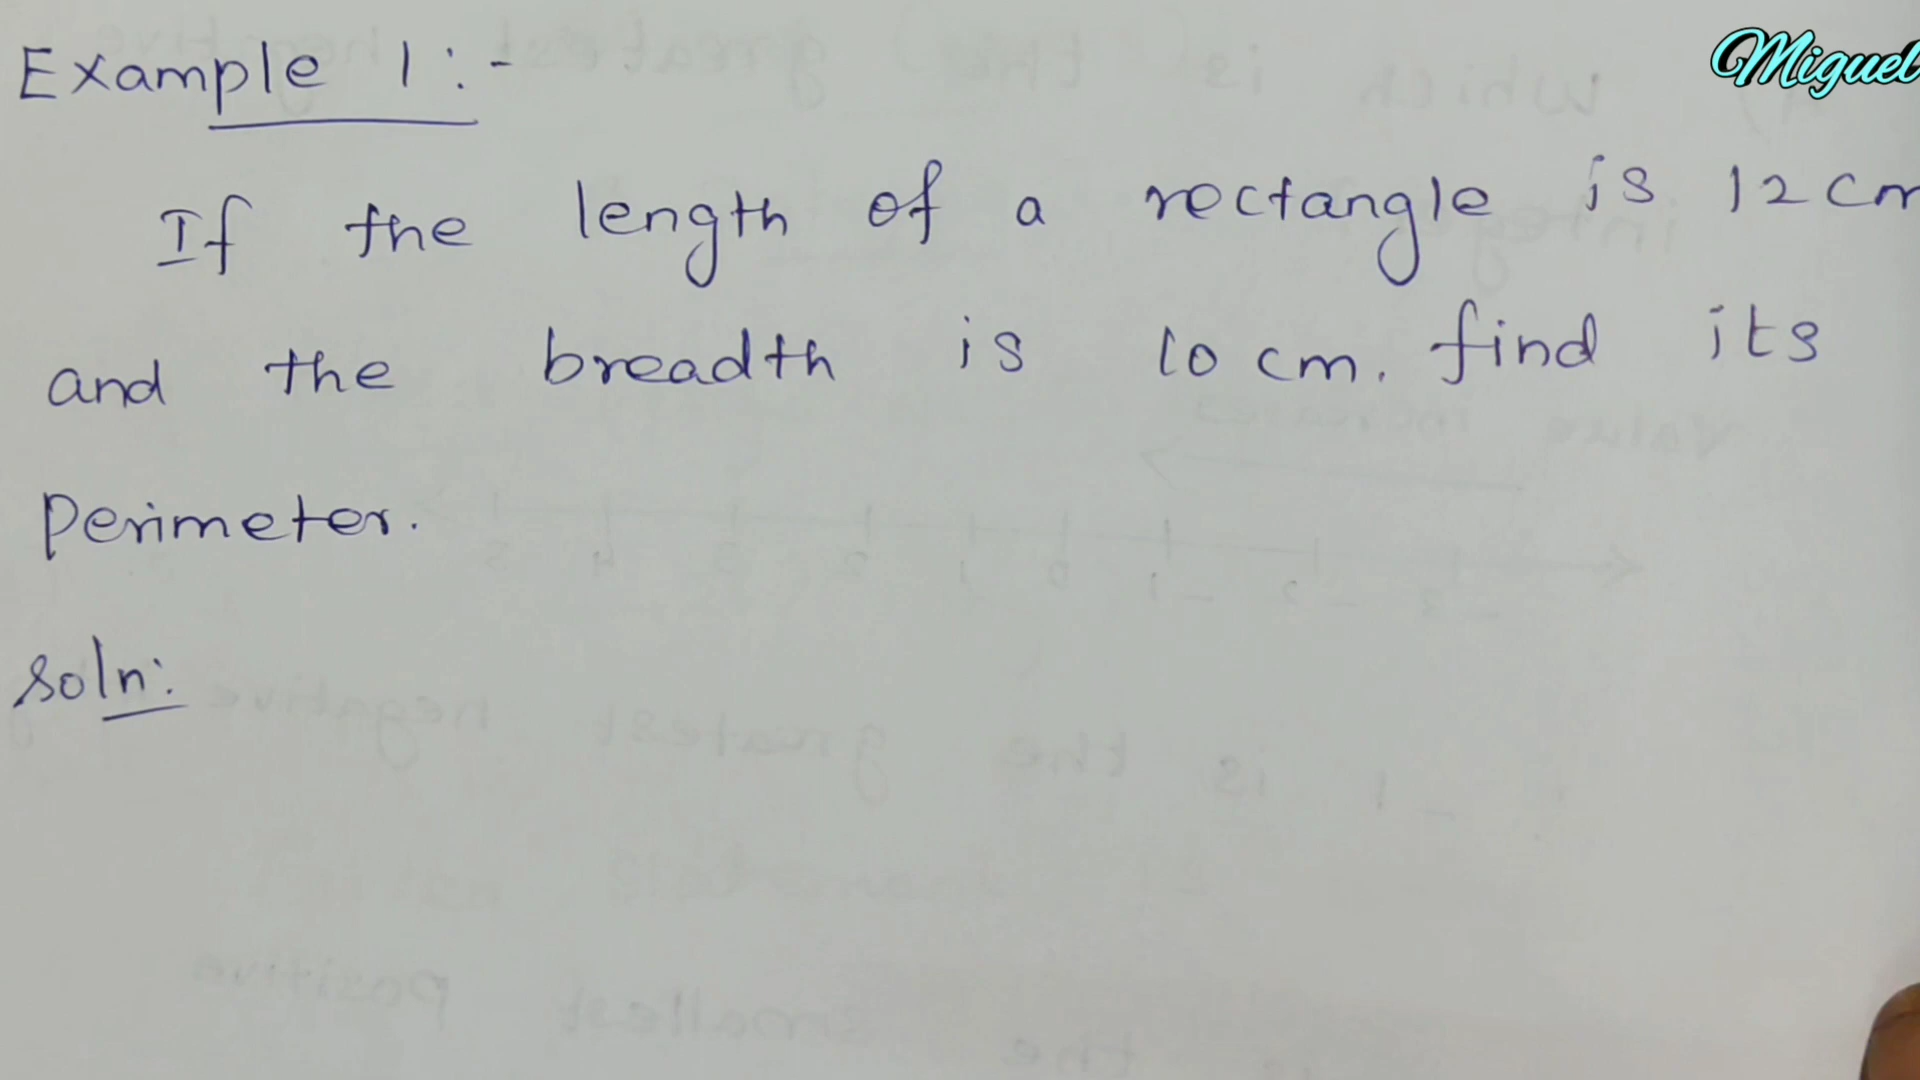 Example 1:-
Miguel
If the length of a rectangle is 12 cm
and the breadth is 10 cm. find its
Perimeter.
Soln: